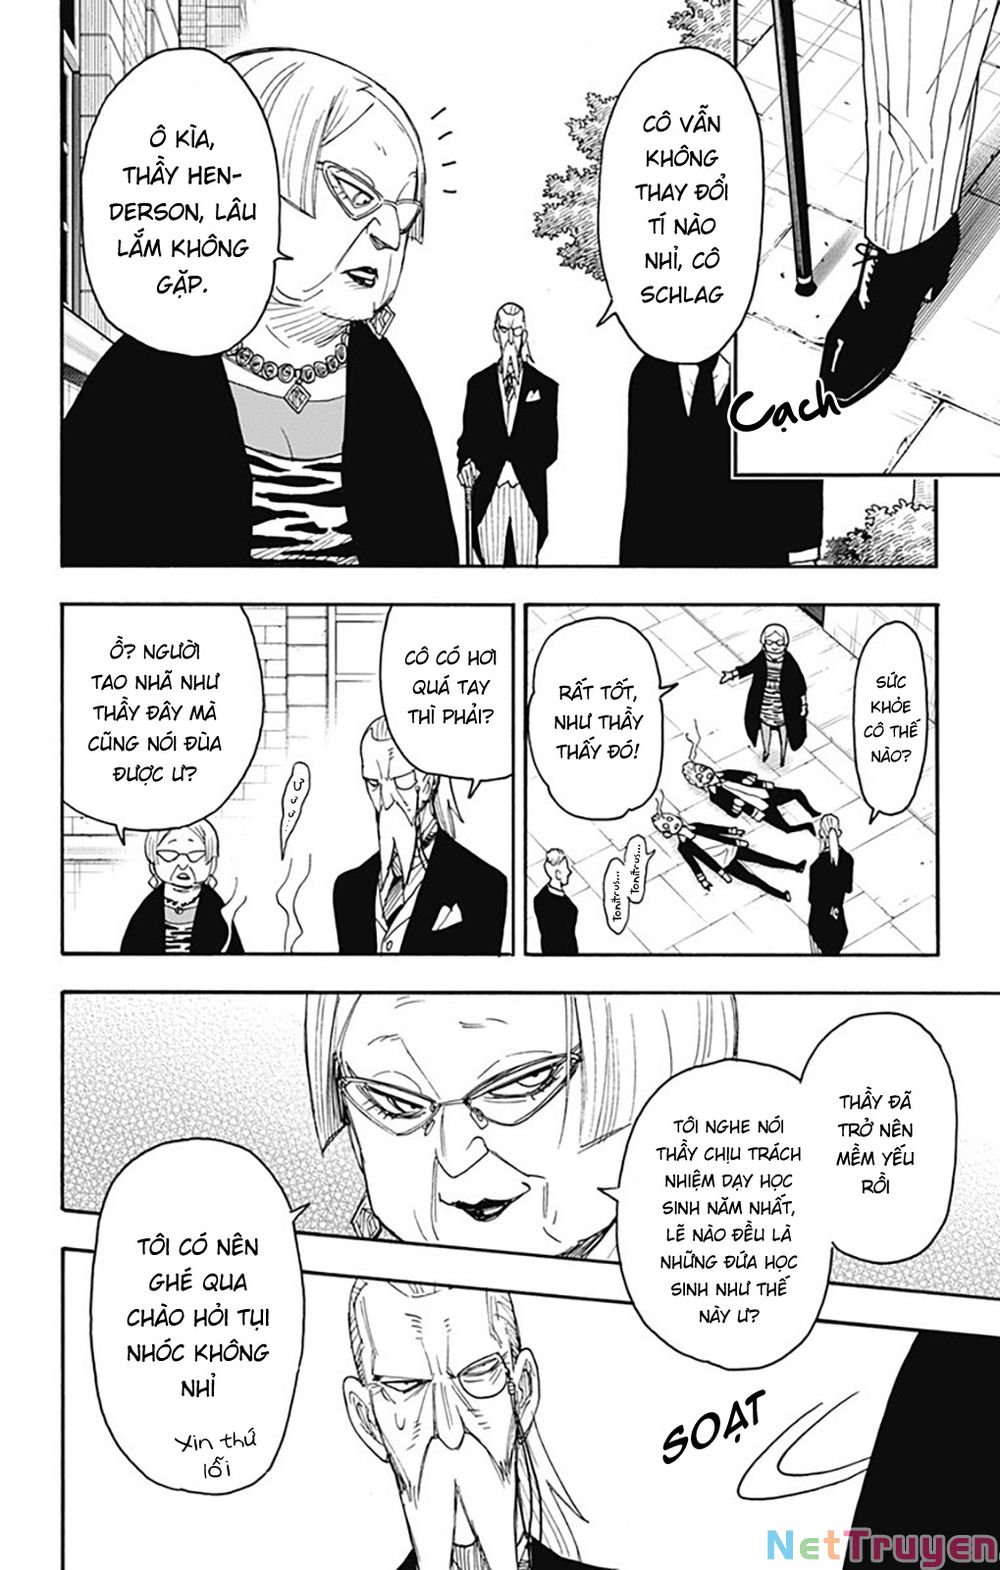 Cạch
CÔ VẪN
KHÔNG
THAY ĐỔI
TÍ NÀO
NHỈ, CÔ
SCHLAG
Ô KÌA,
THẦY HEN-
DERSON, LÂU
LẮM KHÔNG
GẶP.
SỨC
KHỎE
CÔ THẾ
NÀO?
RẤT TỐT,
NHƯ THẦY
THẤY ĐÓ!
Tonitrus...
Tonitrus...
CÔ CÓ HƠI
QUÁ TAY
THÌ PHẢI?
Ồ? NGƯỜI
TAO NHÃ NHƯ
THẦY ĐÂY MÀ
CŨNG NÓI ĐÙA
ĐƯỢC Ư?
THẦY ĐÃ
TRỞ NÊN
MỀM YẾU
RỒI
TÔI NGHE NÓI
THẦY CHỊU TRÁCH
NHIỆM DẠY HỌC
SINH NĂM NHẤT,
LẼ NÀO ĐỀU LÀ
NHỮNG ĐỨA HỌC
SINH NHƯ THẾ
NÀY Ư?
SOẠT
TÔI CÓ NÊN
GHÉ QUA
CHÀO HỎI TỤI
NHÓC KHÔNG
NHỈ
Xin thứ
lỗi
NetTruyen